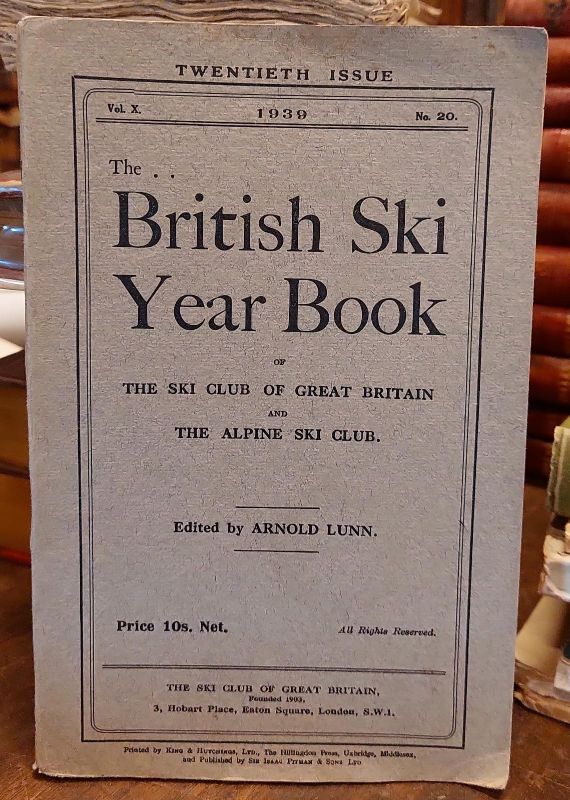 TWENTIETH ISSUE
Vol. X. 1939 No. 20.
The . .
British Ski
Year Book
OF
THE SKI CLUB OF GREAT BRITAIN
AND
THE ALPINE SKI CLUB.
Edited by ARNOLD LUNN.
Price 10s. Net. All Rights Reserved.
THE SKI CLUB OF GREAT BRITAIN,
Founded 1903,
3, Hobart Place, Eaton Square, London, S.W.1.
Printed by KING & HUTCHINGS, LTD., The Hillingdon Press, Uxbridge, Middlesex,
and Published by SIR ISAAC PITMAN & SONS LTD